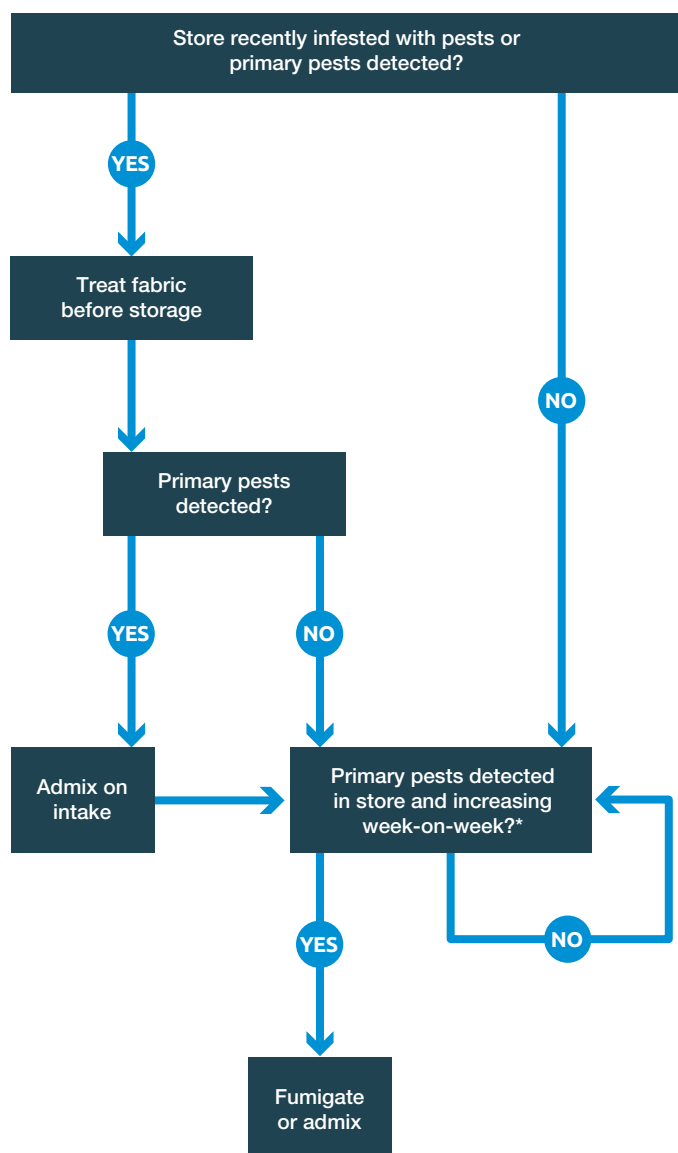 Store recently infested with pests or
primary pests detected?
YES
Treat fabric
before storage
NO
Primary pests
detected?
YES
NO
Admix on
intake
Primary pests detected
in store and increasing
week-on-week?*
YES
NO
Fumigate
or admix